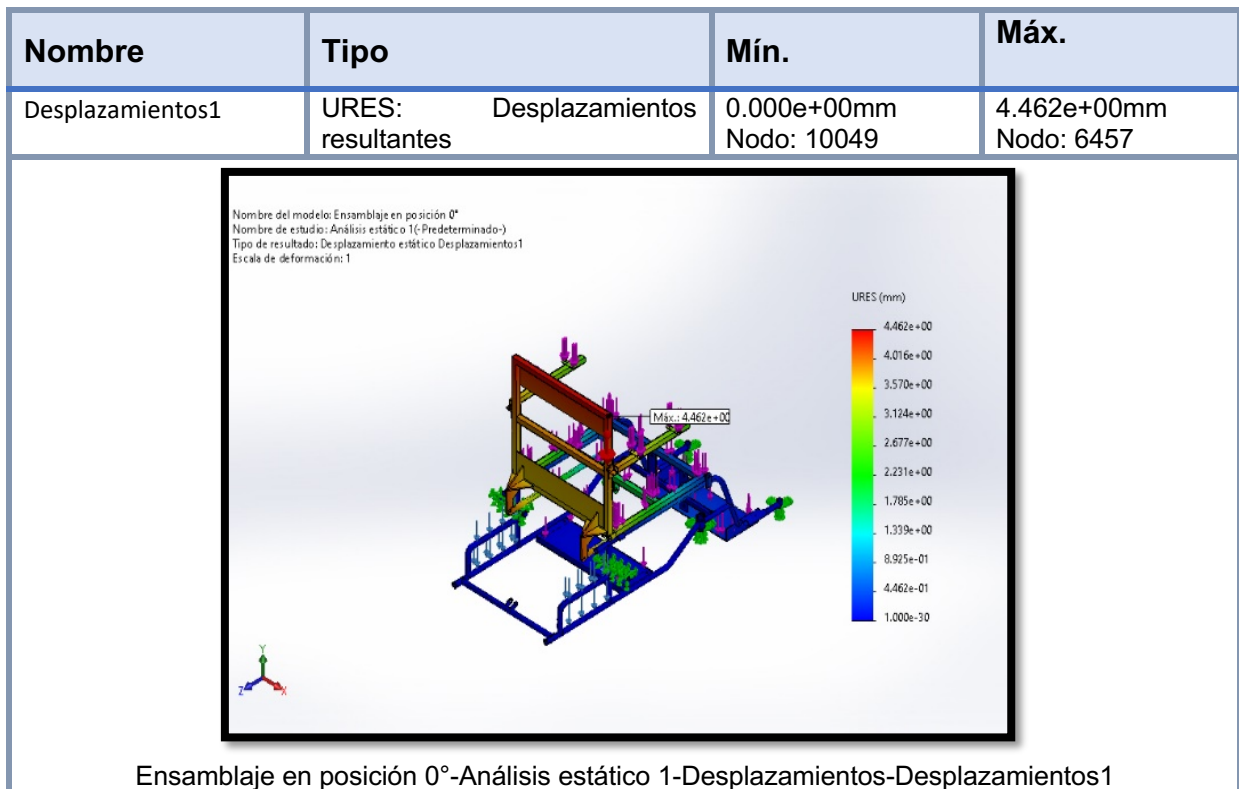 Nombre Tipo Mín. Máx.
Desplazamientos1 URES: Desplazamientos 0.000e+00mm 4.462e+00mm
resultantes Nodo: 10049 Nodo: 6457
Nombre del modelo: Ensamblaje en posición 0°
Nombre de estudio: Análisis estático 1(-Predeterminado-)
Tipo de resultado: Desplazamiento estático Desplazamientos1
Escala de deformación: 1
URES (mm)
4.462e+00
4.016e+00
3.570e+00
3.124e+00
2.677e+00
2.231e+00
1.785e+00
1.339e+00
8.925e-01
4.462e-01
1.000e-30
Máx.: 4.462e+00
Y
Z X
Ensamblaje en posición 0°-Análisis estático 1-Desplazamientos-Desplazamientos1